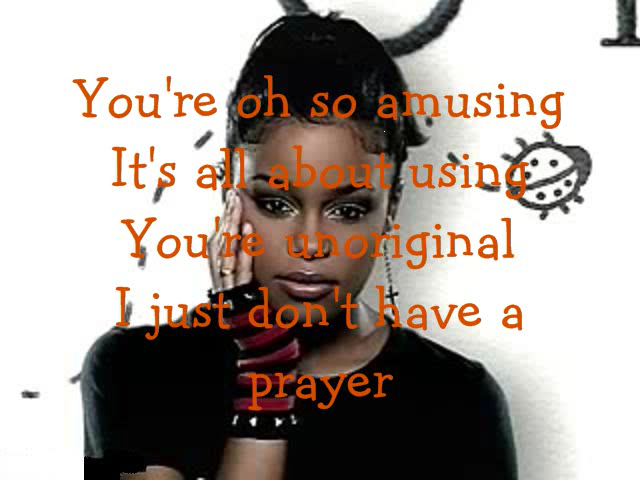 You're oh so amusing
It's all about using
You're unoriginal
I just don't have a
prayer